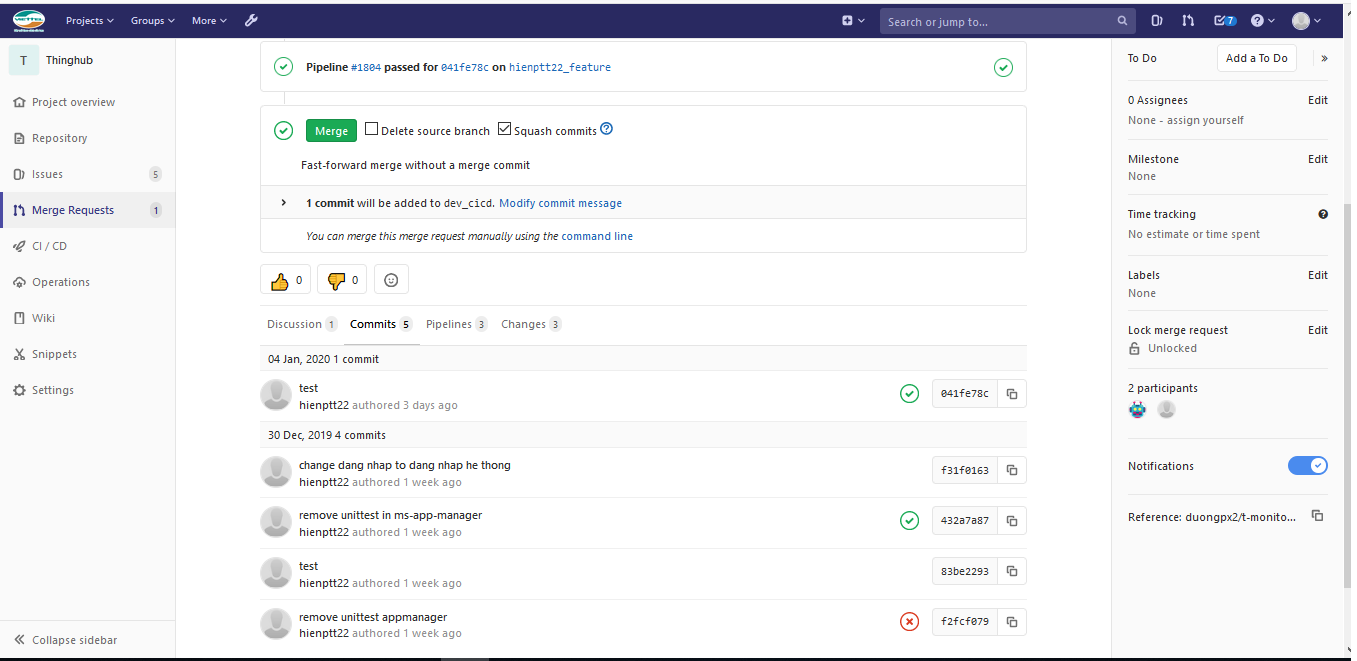 VIETTEL
Projects
Groups
More
Search or jump to...
7
T
Thinghub
Project overview
Repository
Issues 5
Merge Requests 1
CI / CD
Operations
Wiki
Snippets
Settings
Collapse sidebar
Pipeline #1804 passed for 041fe78c on hienptt22_feature
Merge Delete source branch Squash commits
Fast-forward merge without a merge commit
1 commit will be added to dev_cicd. Modify commit message
You can merge this merge request manually using the command line
0 0
Discussion 1 Commits 5 Pipelines 3 Changes 3
04 Jan, 2020 1 commit
test
hienptt22 authored 3 days ago
041fe78c
30 Dec, 2019 4 commits
change dang nhap to dang nhap he thong
hienptt22 authored 1 week ago
f31f0163
remove unittest in ms-app-manager
hienptt22 authored 1 week ago
432a7a87
test
hienptt22 authored 1 week ago
83be2293
remove unittest appmanager
hienptt22 authored 1 week ago
f2fcf079
To Do Add a To Do »
0 Assignees Edit
None - assign yourself
Milestone Edit
None
Time tracking
No estimate or time spent
Labels Edit
None
Lock merge request Edit
Unlocked
2 participants
Notifications
Reference: duongpx2/t-monito...